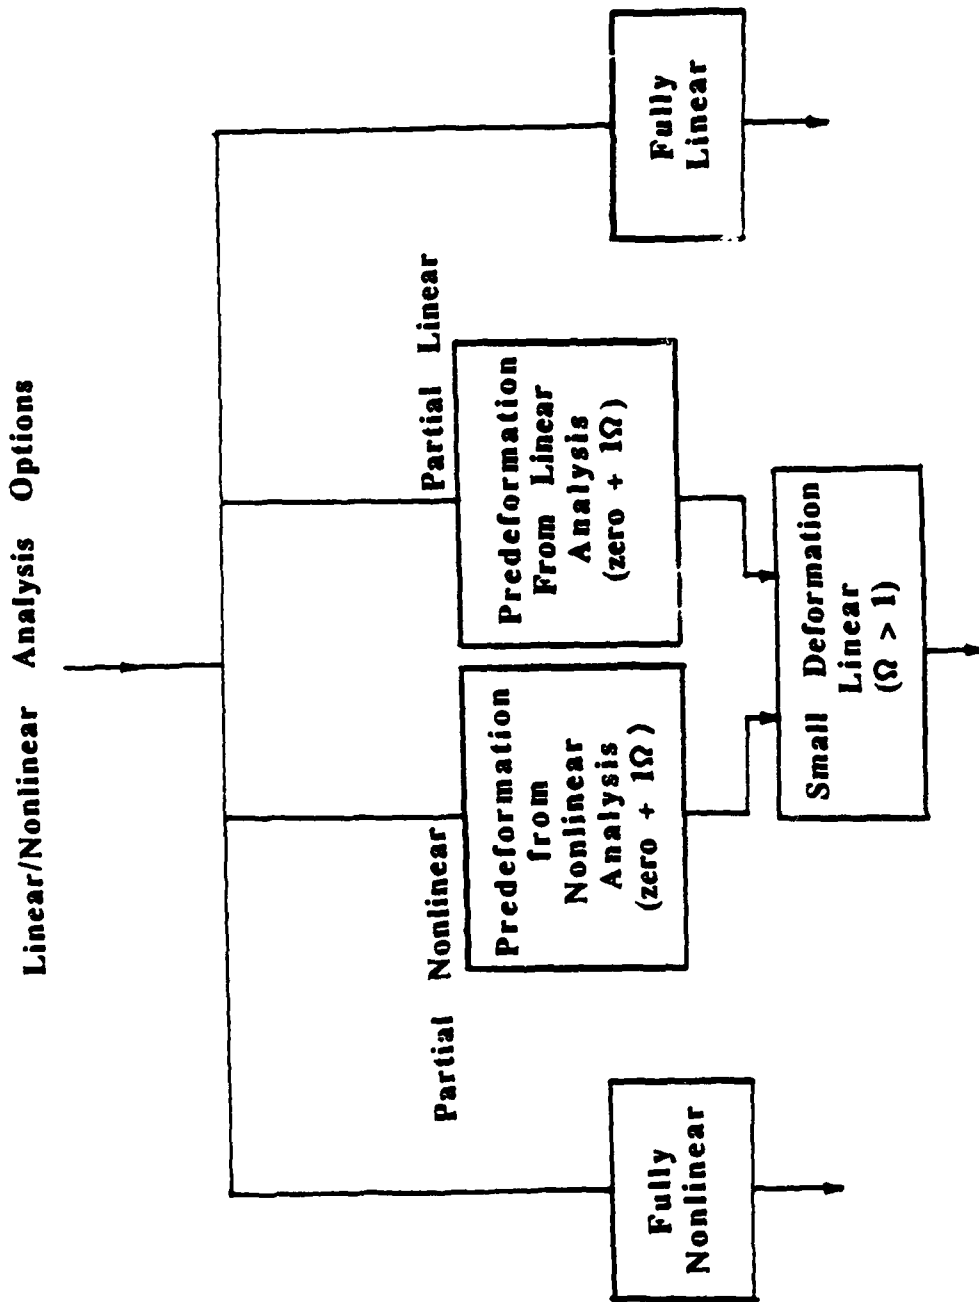 Linear/Nonlinear Analysis Options
Partial Nonlinear
Partial Linear
Fully
Nonlinear
Predeformation
from
Nonlinear
Analysis
(zero + 1Ω)
Predeformation
From Linear
Analysis
(zero + 1Ω)
Fully
Linear
Small Deformation
Linear
(Ω > 1)